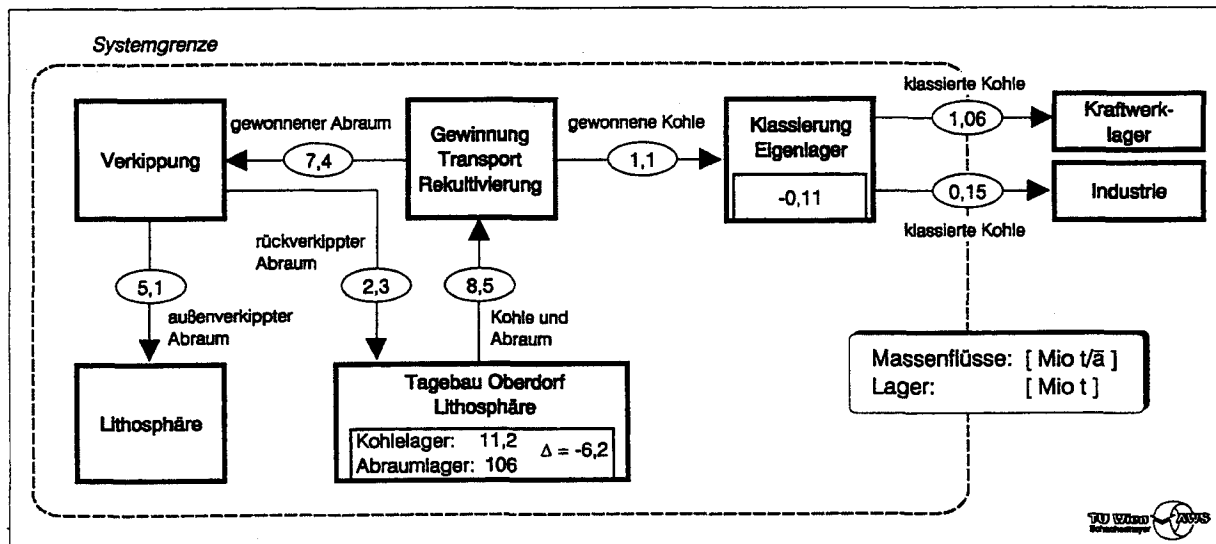 Systemgrenze
klassierte Kohle
1,06
Kraftwerk-
lager
gewonnener Abraum
7,4
Verkippung
Gewinnung
Transport
Rekultivierung
gewonnene Kohle
1,1
Klassierung
Eigenlager
-0,11
0,15
Industrie
klassierte Kohle
rückverkippter
Abraum
5,1
2,3
8,5
außenverkippter
Abraum
Kohle und
Abraum
Massenflüsse: [ Mio t/ā ]
Lager: [ Mio t ]
Lithosphäre
Tagebau Oberdorf
Lithosphäre
Kohlelager: 11,2
Δ = -6,2
Abraumlager: 106
TU Wien AWS